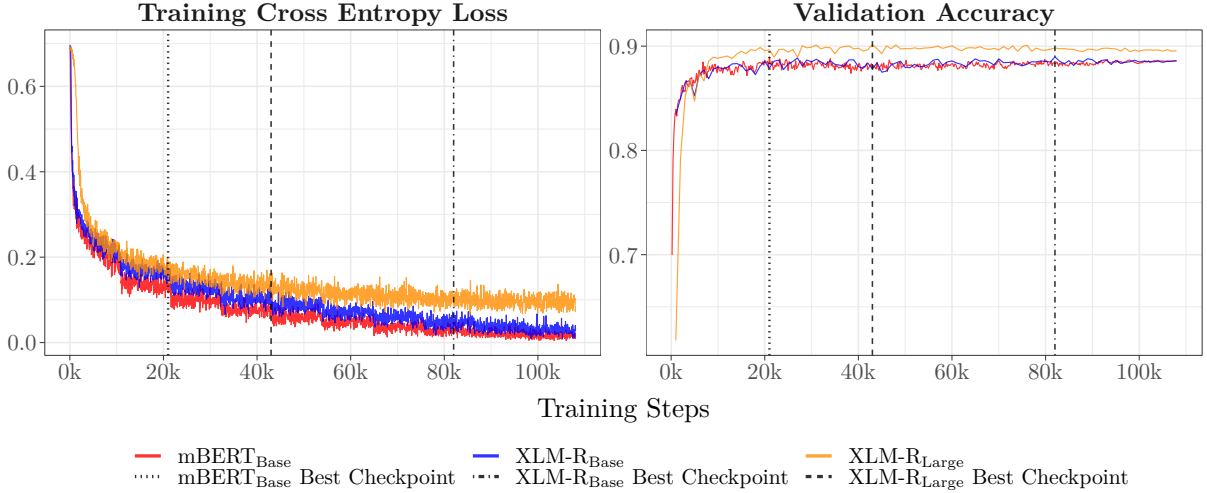 Training Cross Entropy Loss
Validation Accuracy
0.6
0.4
0.2
0.0
0k 20k 40k 60k 80k 100k
0.9
0.8
0.7
0k 20k 40k 60k 80k 100k
Training Steps
mBERTBase XLM-RBase XLM-RLarge
mBERTBase Best Checkpoint XLM-RBase Best Checkpoint XLM-RLarge Best Checkpoint